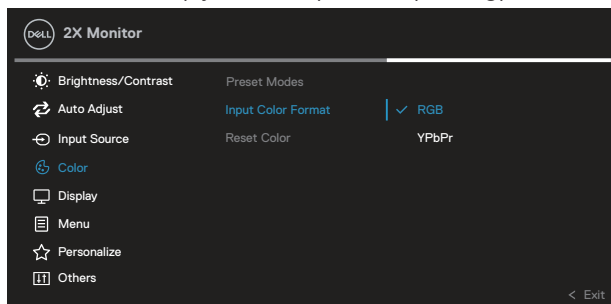 DELL 2X Monitor
Brightness/Contrast Preset Modes
Auto Adjust Input Color Format RGB
Input Source Reset Color YPbPr
Color
Display
Menu
Personalize
Others
< Exit